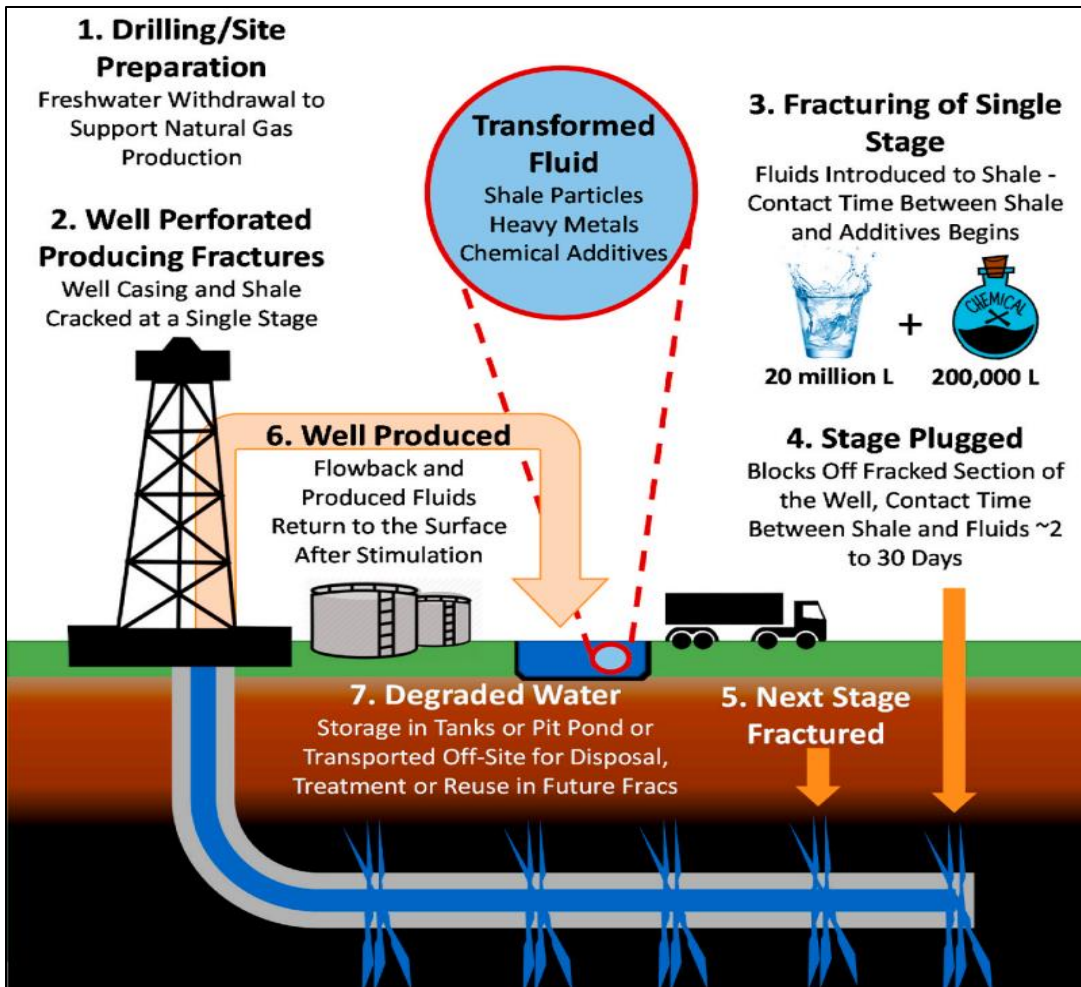 1. Drilling/Site
Preparation
Freshwater Withdrawal to
Support Natural Gas
Production
2. Well Perforated
Producing Fractures
Well Casing and Shale
Cracked at a Single Stage
Transformed
Fluid
Shale Particles
Heavy Metals
Chemical Additives
3. Fracturing of Single
Stage
Fluids Introduced to Shale -
Contact Time Between Shale
and Additives Begins
CHEMICAL
+
20 million L
200,000 L
4. Stage Plugged
Blocks Off Fracked Section of
the Well, Contact Time
Between Shale and Fluids ~2
to 30 Days
5. Next Stage
Fractured
6. Well Produced
Flowback and
Produced Fluids
Return to the Surface
After Stimulation
7. Degraded Water
Storage in Tanks or Pit Pond or
Transported Off-Site for Disposal,
Treatment or Reuse in Future Fracs